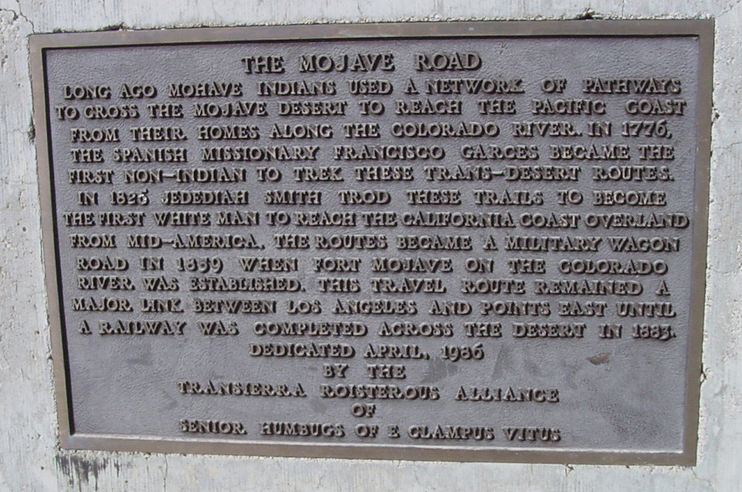 THE MOJAVE ROAD
LONG AGO MOHAVE INDIANS USED A NETWORK OF PATHWAYS
TO CROSS THE MOJAVE DESERT TO REACH THE PACIFIC COAST
FROM THEIR HOMES ALONG THE COLORADO RIVER. IN 1776,
THE SPANISH MISSIONARY FRANCISCO GARCES BECAME THE
FIRST NON-INDIAN TO TREK THESE TRANS-DESERT ROUTES.
IN 1826 JEDEDIAH SMITH TROD THESE TRAILS TO BECOME
THE FIRST WHITE MAN TO REACH THE CALIFORNIA COAST OVERLAND
FROM MID-AMERICA. THE ROUTES BECAME A MILITARY WAGON
ROAD IN 1859 WHEN FORT MOJAVE ON THE COLORADO
RIVER WAS ESTABLISHED. THIS TRAVEL ROUTE REMAINED A
MAJOR LINK BETWEEN LOS ANGELES AND POINTS EAST UNTIL
A RAILWAY WAS COMPLETED ACROSS THE DESERT IN 1883.
DEDICATED APRIL, 1986
BY THE
TRANSIERRA ROISTEROUS ALLIANCE
OF
SENIOR HUMBUGS OF E CLAMPUS VITUS